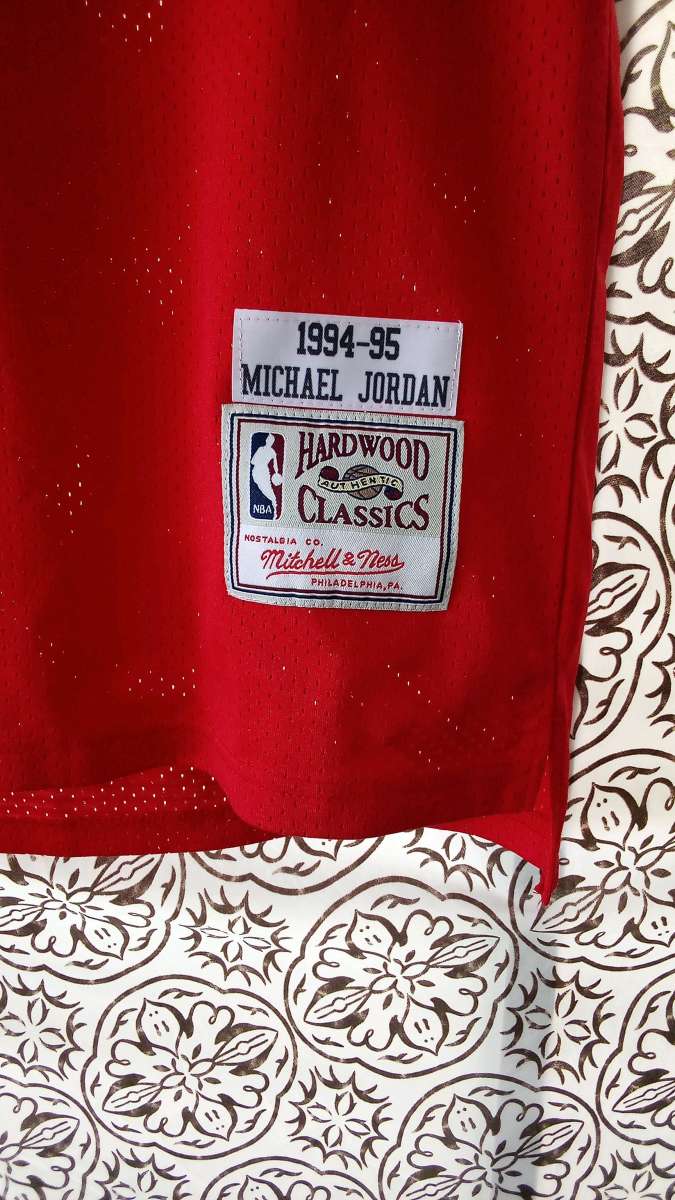 1994-95
MICHAEL JORDAN
HARDWOOD
AUTHENTIC
CLASSICS
NBA
NOSTALGIA CO.
Mitchell & Ness
PHILADELPHIA, PA.